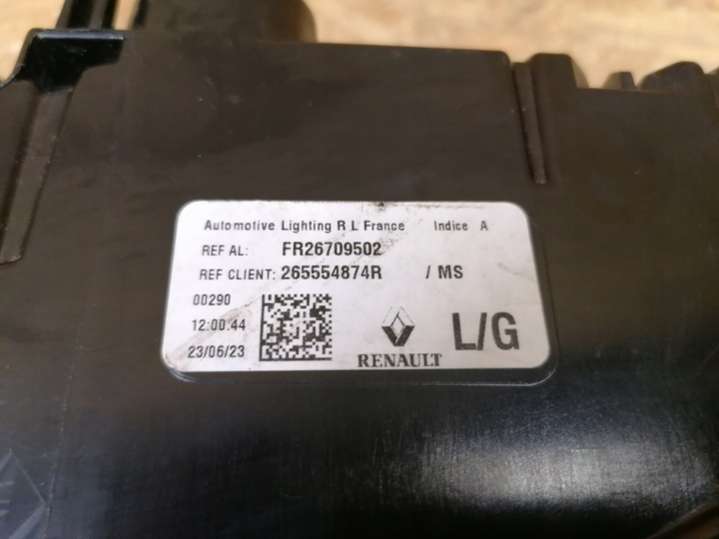 Automotive Lighting R L France Indice A
REF AL: FR26709502
REF CLIENT: 265554874R / MS
00290
12:00:44
23/06/23
RENAULT
L/G